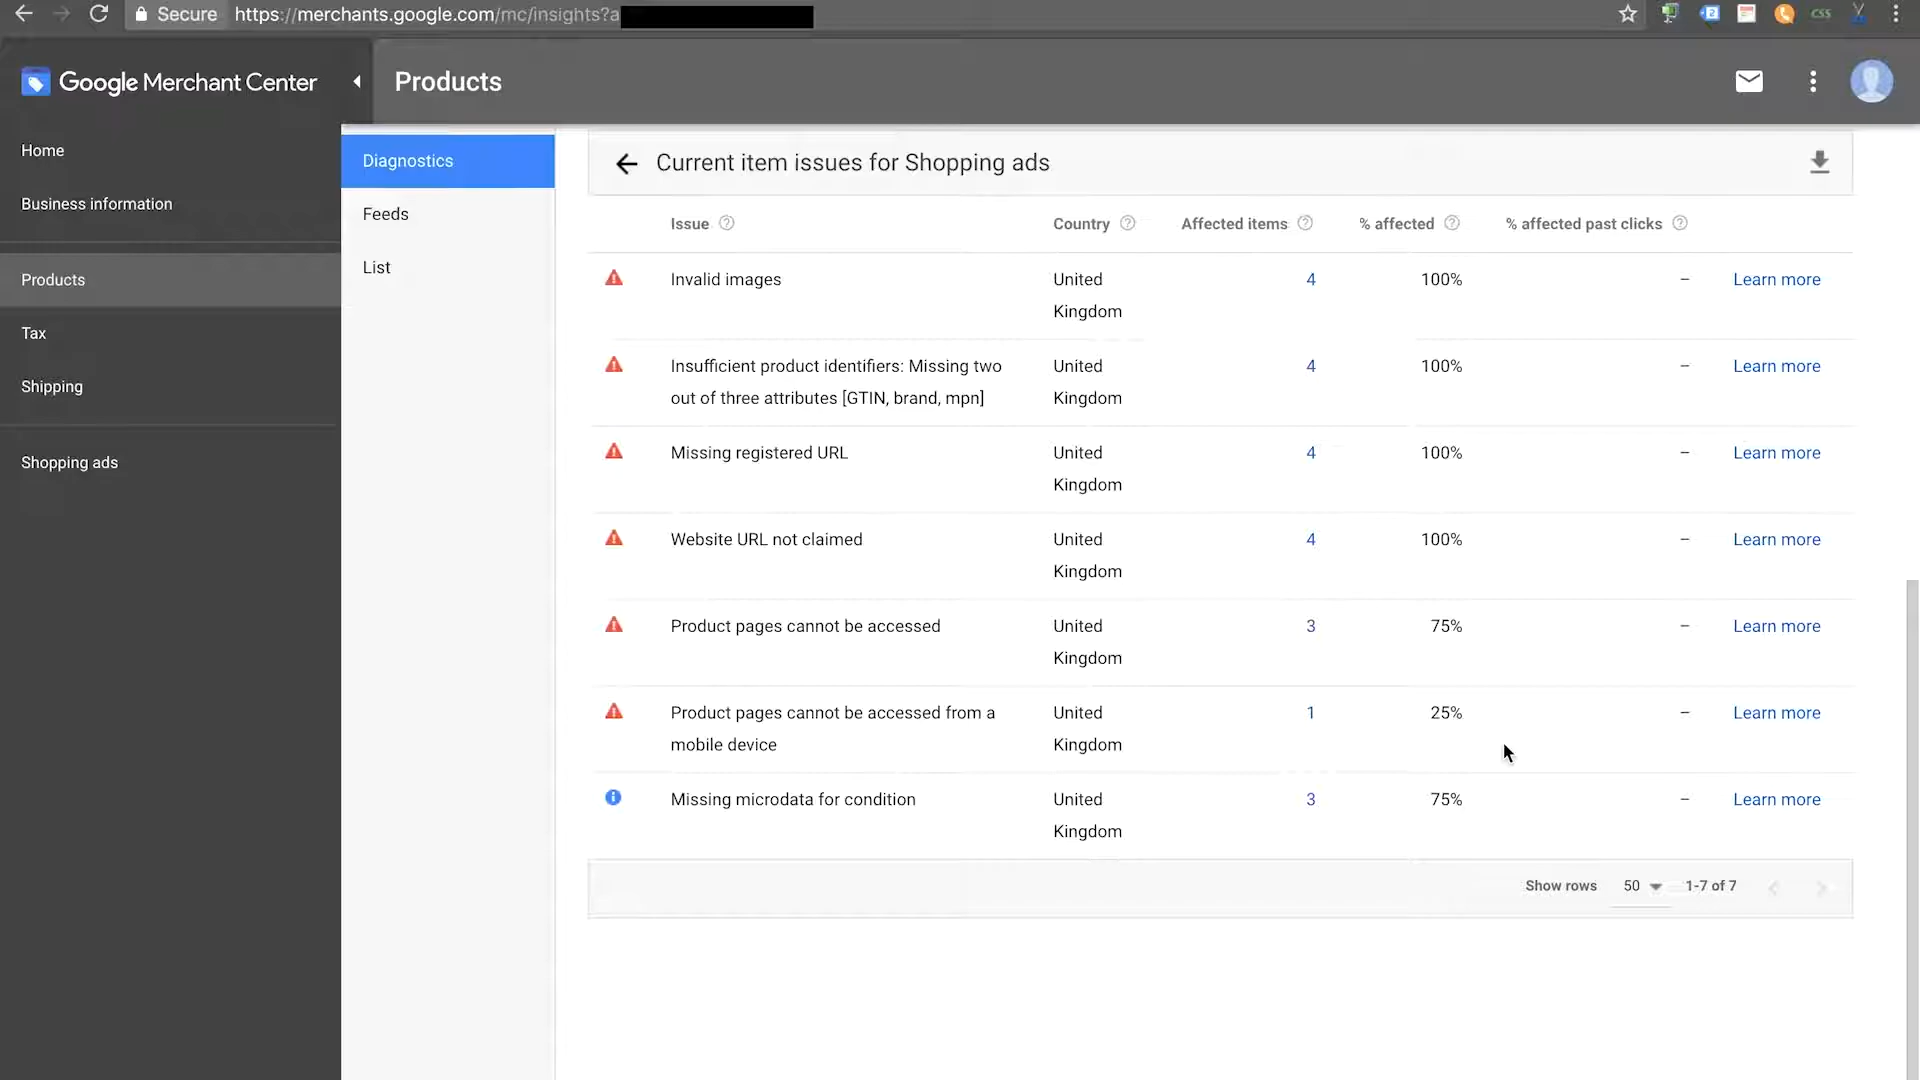 Secure https://merchants.google.com/mc/insights?a
CSS
Google Merchant Center
Products
Home
Business information
Products
Tax
Shipping
Shopping ads
Diagnostics
Feeds
List
Current item issues for Shopping ads
Issue Country Affected items % affected % affected past clicks
Invalid images United 4 100% – Learn more
Kingdom
Insufficient product identifiers: Missing two United 4 100% – Learn more
out of three attributes [GTIN, brand, mpn] Kingdom
Missing registered URL United 4 100% – Learn more
Kingdom
Website URL not claimed United 4 100% – Learn more
Kingdom
Product pages cannot be accessed United 3 75% – Learn more
Kingdom
Product pages cannot be accessed from a United 1 25% – Learn more
mobile device Kingdom
Missing microdata for condition United 3 75% – Learn more
Kingdom
Show rows 50 1-7 of 7